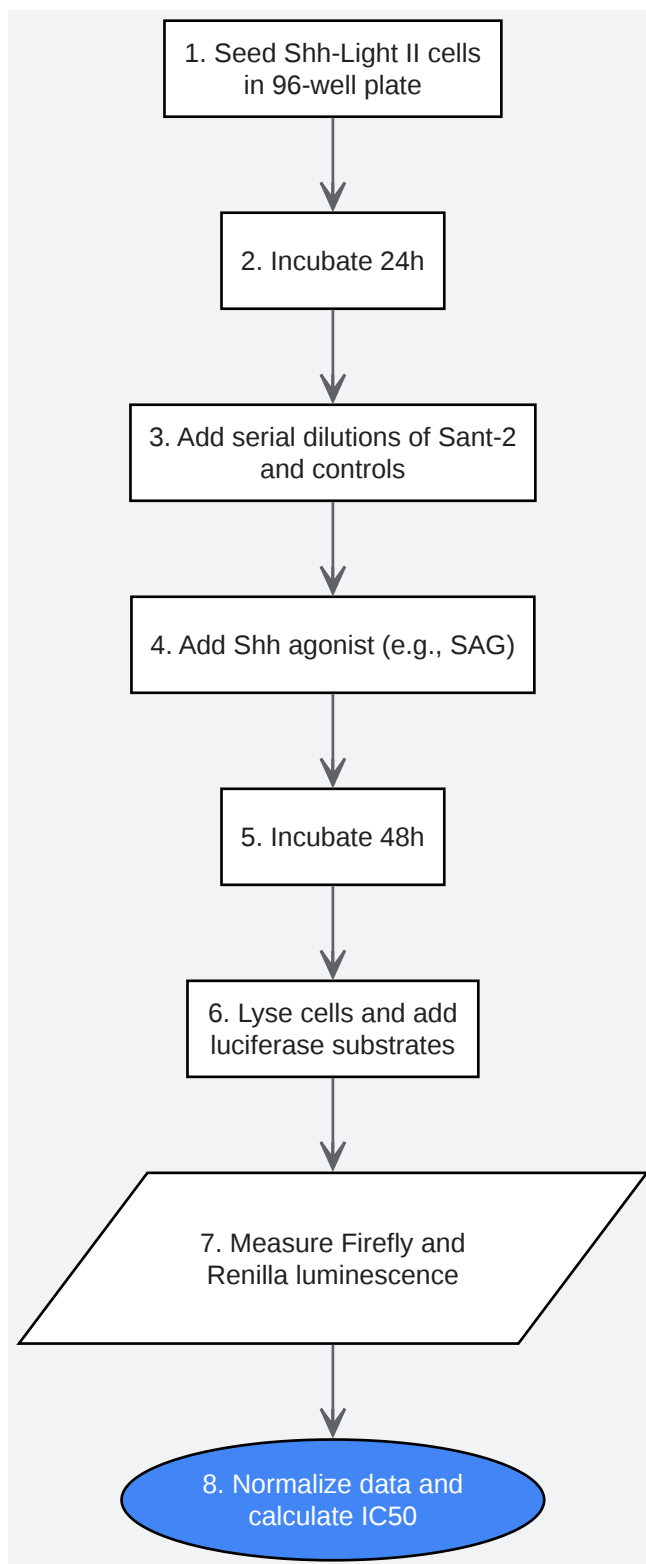 1. Seed Shh-Light II cells
in 96-well plate
2. Incubate 24h
3. Add serial dilutions of Sant-2
and controls
4. Add Shh agonist (e.g., SAG)
5. Incubate 48h
6. Lyse cells and add
luciferase substrates
7. Measure Firefly and
Renilla luminescence
8. Normalize data and
calculate IC50